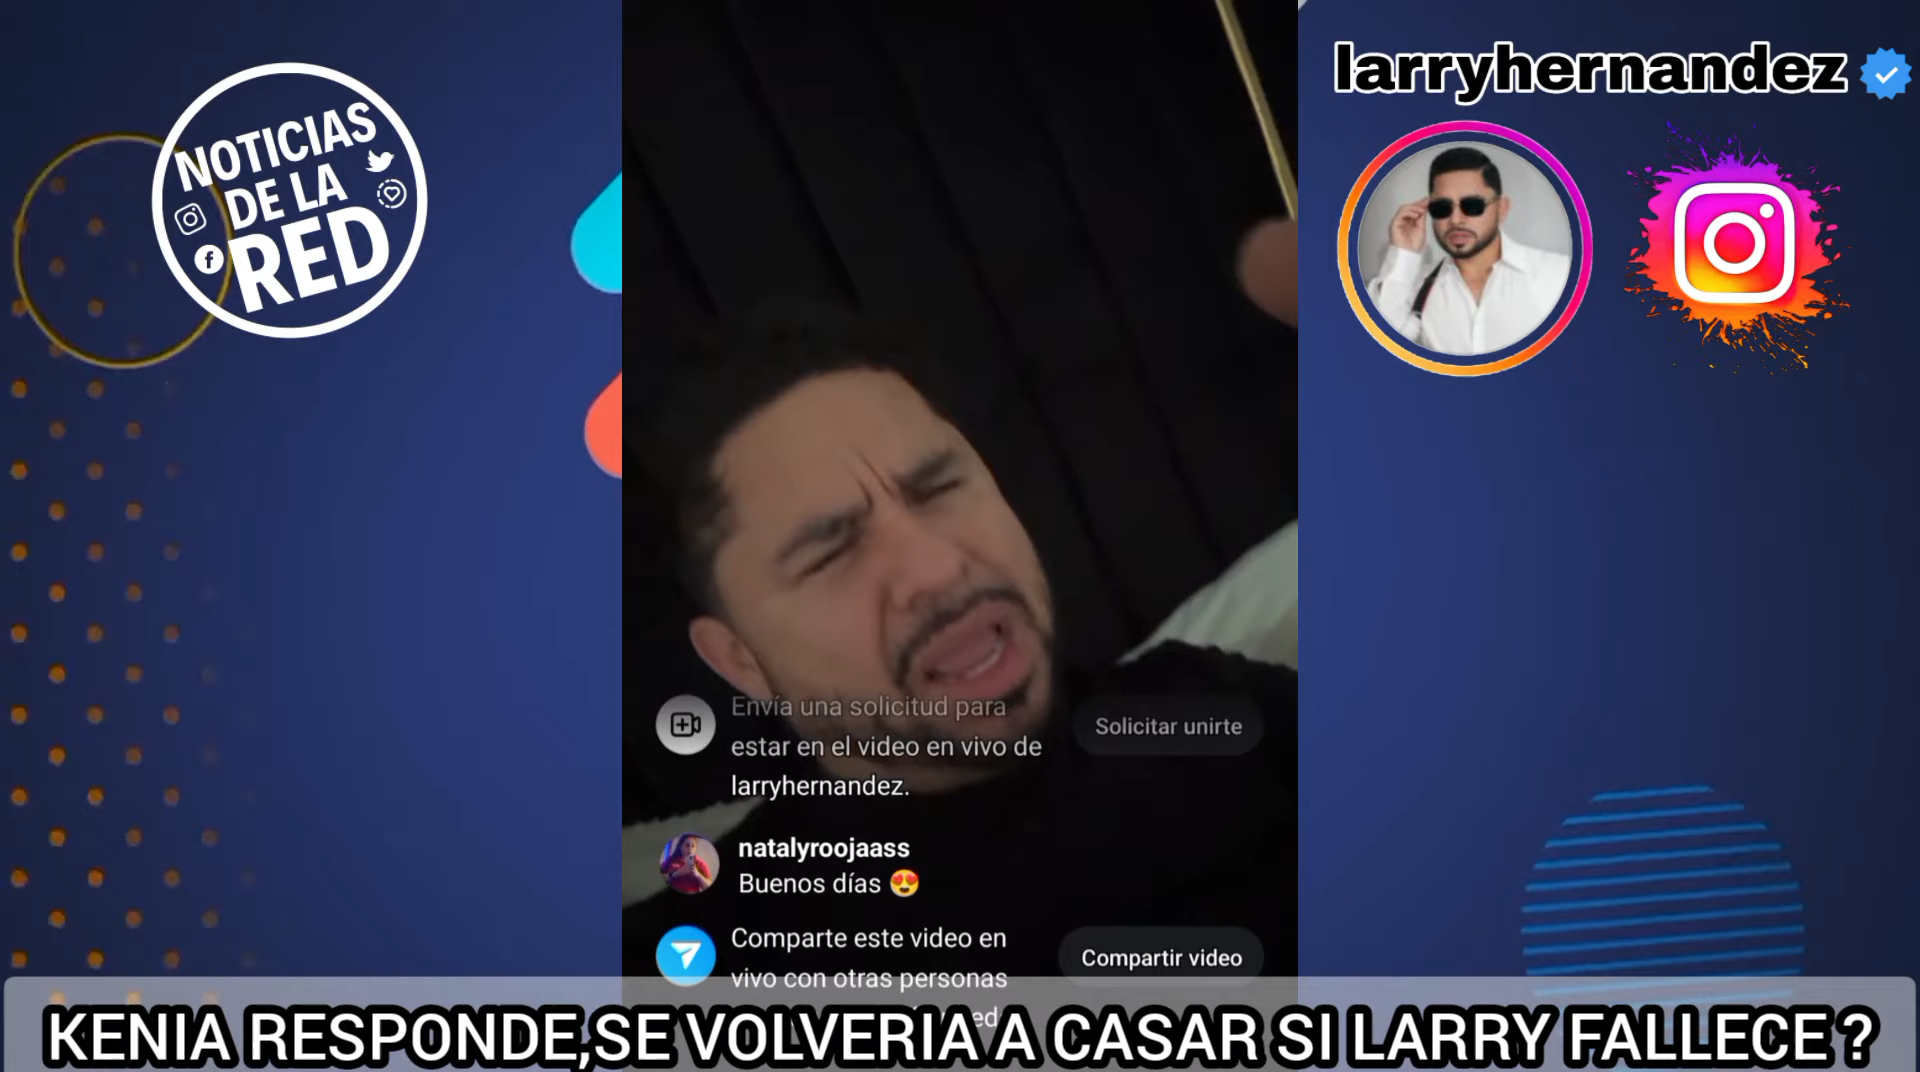 NOTICIAS
DE LA
RED
larryhernandez
Envía una solicitud para
estar en el video en vivo de
larryhernandez.
Solicitar unirte
natalyroojaass
Buenos días 😍
Comparte este video en
vivo con otras personas
Compartir video
KENIA RESPONDE,SE VOLVERIA A CASAR SI LARRY FALLECE ?